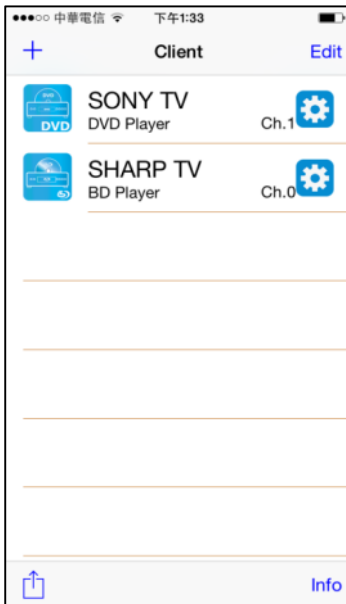 中華電信 下午1:33
+ Client Edit
SONY TV
DVD
DVD Player Ch.1
SHARP TV
BD Player Ch.0
Info